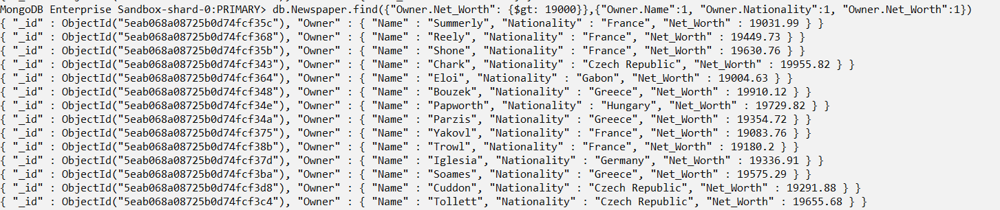 MongoDB Enterprise Sandbox-shard-0:PRIMARY> db.Newspaper.find({"Owner.Net_Worth": {$gt: 19000}},{"Owner.Name":1, "Owner.Nationality":1, "Owner.Net_Worth":1})
{ "_id" : ObjectId("5eab068a08725b0d74fcf35c"), "Owner" : { "Name" : "Summerly", "Nationality" : "France", "Net_Worth" : 19031.99 } }
{ "_id" : ObjectId("5eab068a08725b0d74fcf368"), "Owner" : { "Name" : "Reely", "Nationality" : "France", "Net_Worth" : 19449.73 } }
{ "_id" : ObjectId("5eab068a08725b0d74fcf35b"), "Owner" : { "Name" : "Shone", "Nationality" : "France", "Net_Worth" : 19630.76 } }
{ "_id" : ObjectId("5eab068a08725b0d74fcf343"), "Owner" : { "Name" : "Chark", "Nationality" : "Czech Republic", "Net_Worth" : 19955.82 } }
{ "_id" : ObjectId("5eab068a08725b0d74fcf364"), "Owner" : { "Name" : "Eloi", "Nationality" : "Gabon", "Net_Worth" : 19004.63 } }
{ "_id" : ObjectId("5eab068a08725b0d74fcf348"), "Owner" : { "Name" : "Bouzek", "Nationality" : "Greece", "Net_Worth" : 19910.12 } }
{ "_id" : ObjectId("5eab068a08725b0d74fcf34e"), "Owner" : { "Name" : "Papworth", "Nationality" : "Hungary", "Net_Worth" : 19729.82 } }
{ "_id" : ObjectId("5eab068a08725b0d74fcf34a"), "Owner" : { "Name" : "Parzis", "Nationality" : "Greece", "Net_Worth" : 19354.72 } }
{ "_id" : ObjectId("5eab068a08725b0d74fcf375"), "Owner" : { "Name" : "Yakovl", "Nationality" : "France", "Net_Worth" : 19083.76 } }
{ "_id" : ObjectId("5eab068a08725b0d74fcf38b"), "Owner" : { "Name" : "Trowl", "Nationality" : "France", "Net_Worth" : 19180.2 } }
{ "_id" : ObjectId("5eab068a08725b0d74fcf37d"), "Owner" : { "Name" : "Iglesia", "Nationality" : "Germany", "Net_Worth" : 19336.91 } }
{ "_id" : ObjectId("5eab068a08725b0d74fcf3ba"), "Owner" : { "Name" : "Soames", "Nationality" : "Greece", "Net_Worth" : 19575.29 } }
{ "_id" : ObjectId("5eab068a08725b0d74fcf3d8"), "Owner" : { "Name" : "Cuddon", "Nationality" : "Czech Republic", "Net_Worth" : 19291.88 } }
{ "_id" : ObjectId("5eab068a08725b0d74fcf3c4"), "Owner" : { "Name" : "Tollett", "Nationality" : "Czech Republic", "Net_Worth" : 19655.68 } }